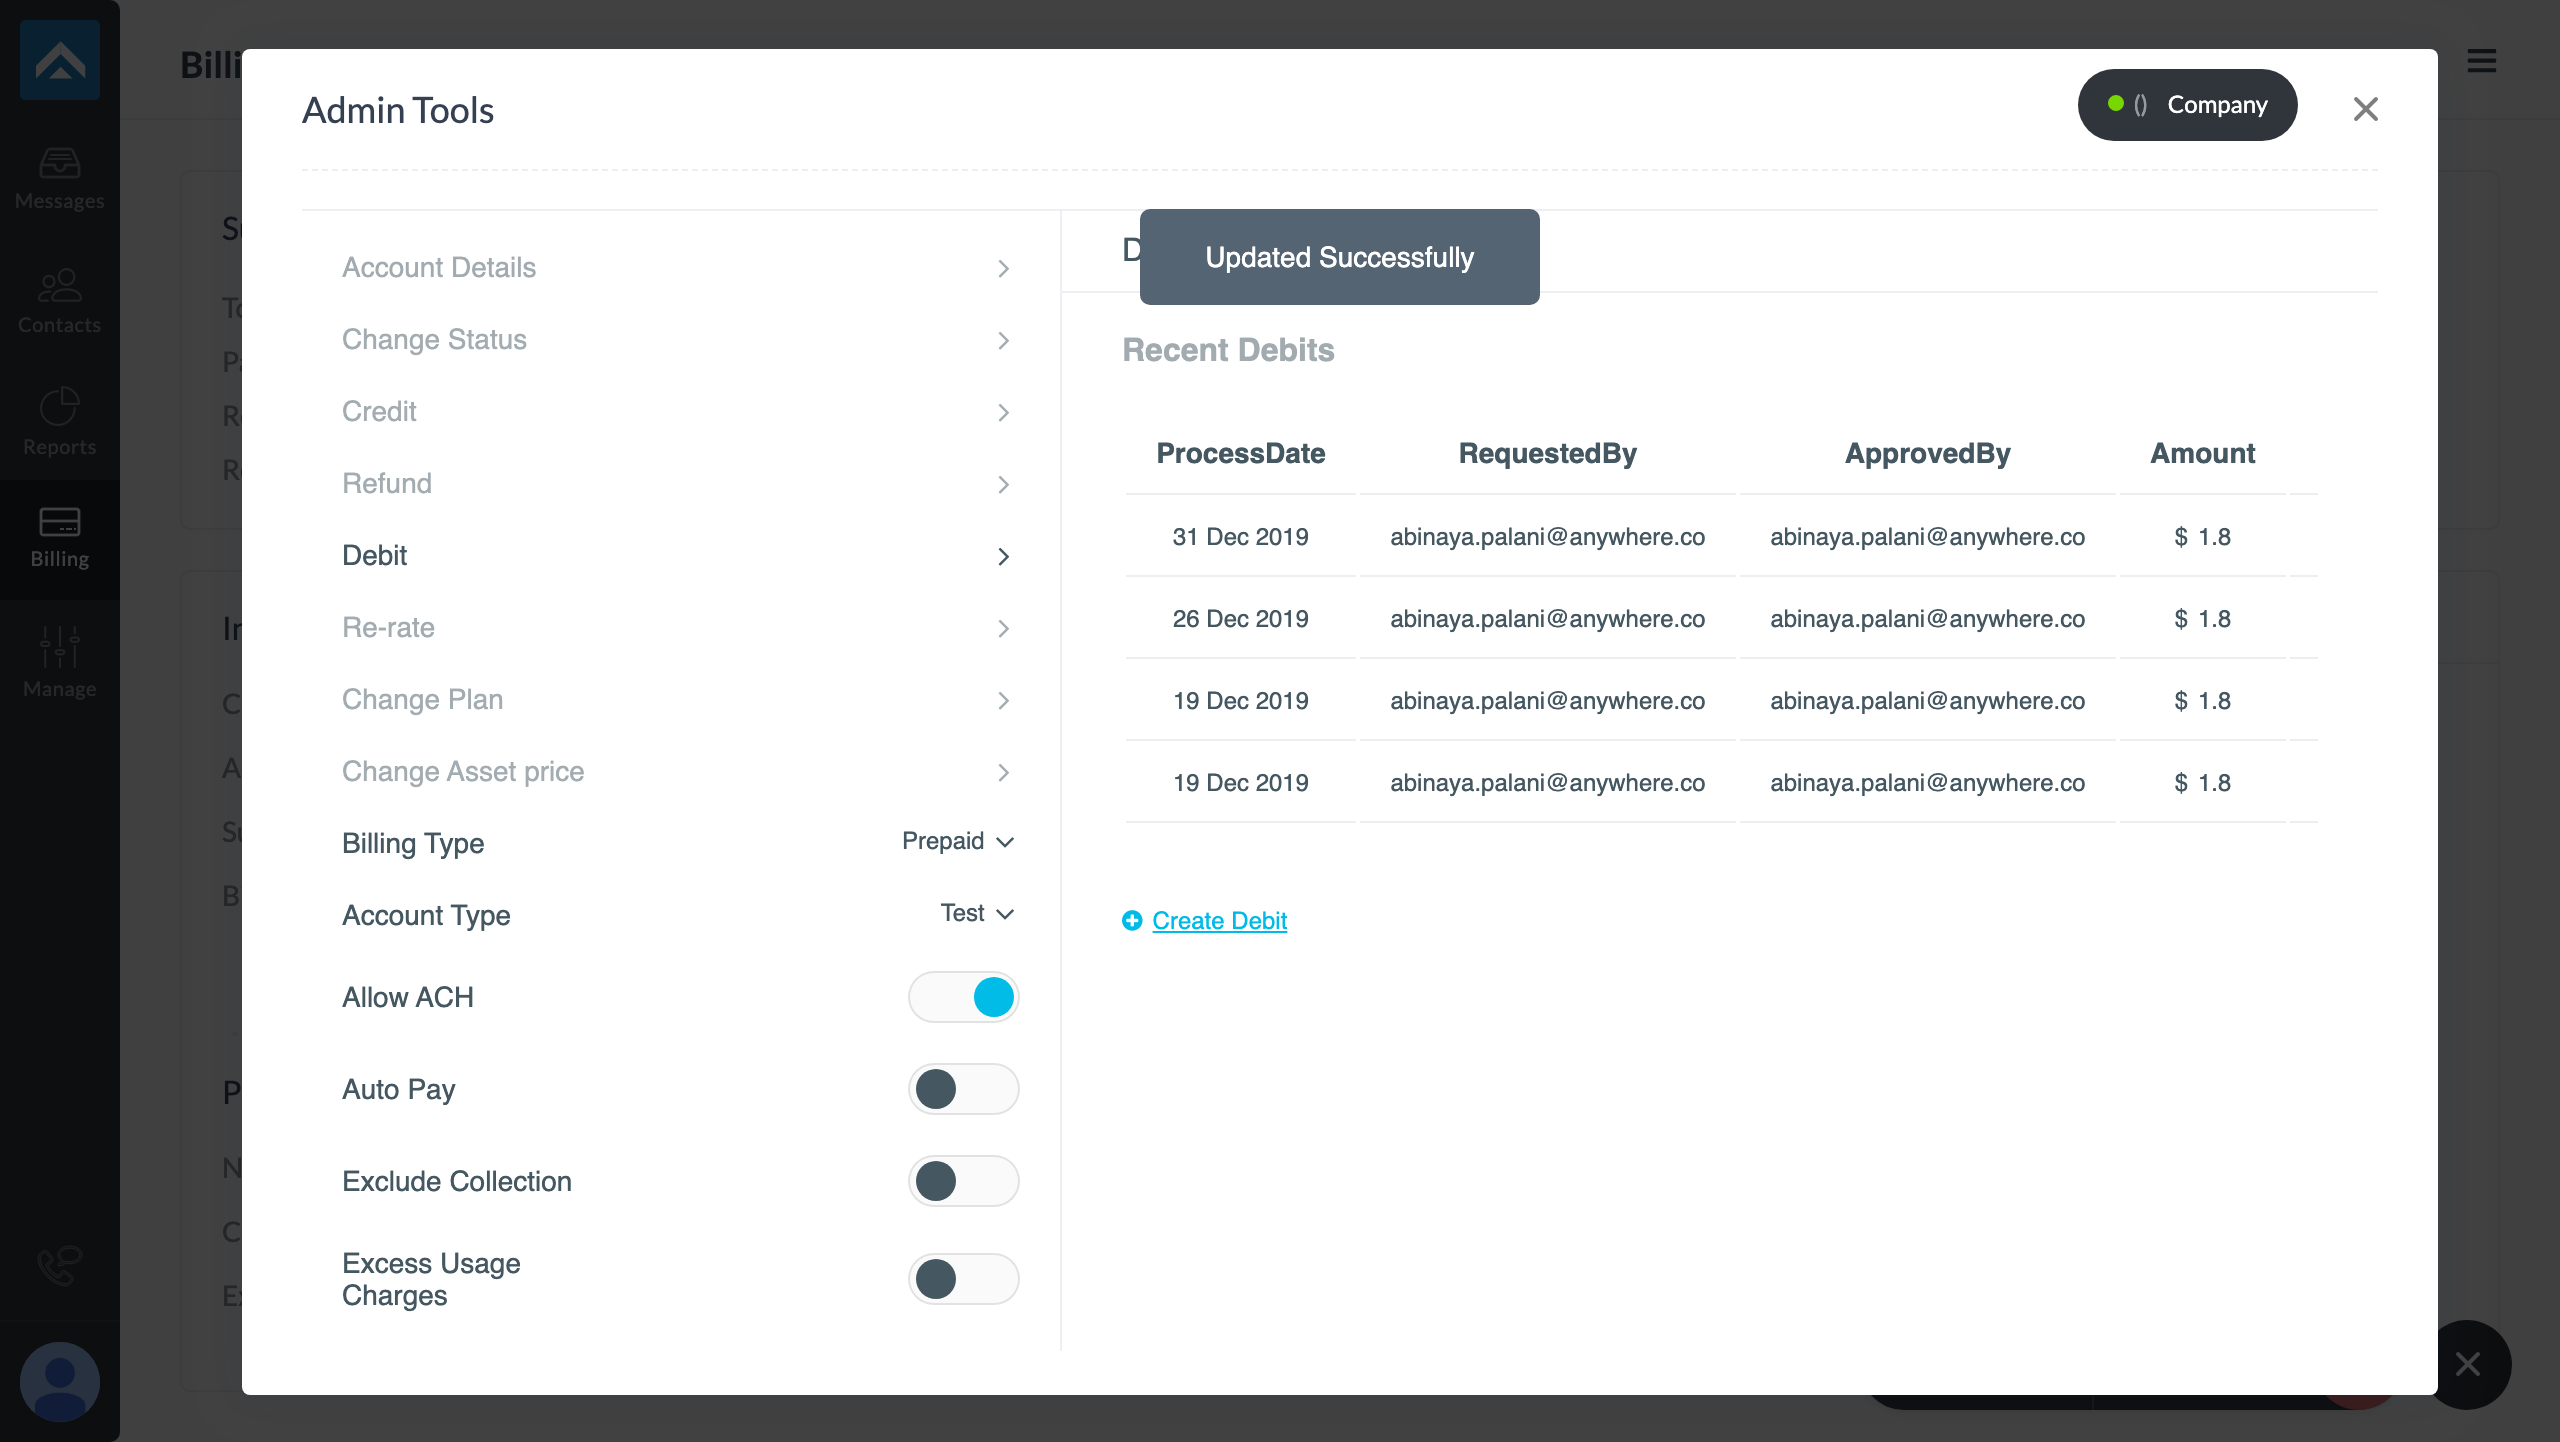 Billi
Admin Tools
() Company
Messages
Contacts
Reports
Billing
Manage
Account Details
Change Status
Credit
Refund
Debit
Re-rate
Change Plan
Change Asset price
Billing Type Prepaid
Account Type Test
Allow ACH
Auto Pay
Exclude Collection
Excess Usage
Charges
Updated Successfully
Recent Debits
ProcessDate RequestedBy ApprovedBy Amount
31 Dec 2019 abinaya.palani@anywhere.co abinaya.palani@anywhere.co $ 1.8
26 Dec 2019 abinaya.palani@anywhere.co abinaya.palani@anywhere.co $ 1.8
19 Dec 2019 abinaya.palani@anywhere.co abinaya.palani@anywhere.co $ 1.8
19 Dec 2019 abinaya.palani@anywhere.co abinaya.palani@anywhere.co $ 1.8
Create Debit